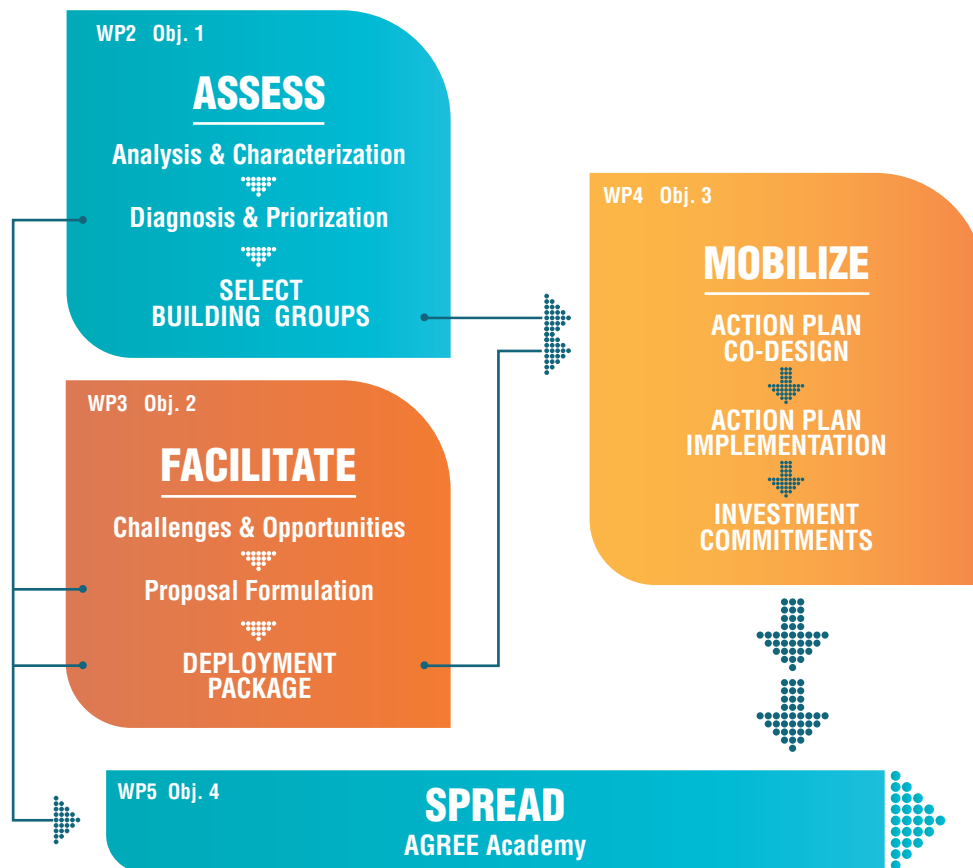 WP2 Obj. 1
ASSESS
Analysis & Characterization
Diagnosis & Priorization
SELECT
BUILDING GROUPS
WP3 Obj. 2
FACILITATE
Challenges & Opportunities
Proposal Formulation
DEPLOYMENT
PACKAGE
WP4 Obj. 3
MOBILIZE
ACTION PLAN
CO-DESIGN
ACTION PLAN
IMPLEMENTATION
INVESTMENT
COMMITMENTS
WP5 Obj. 4
SPREAD
AGREE Academy